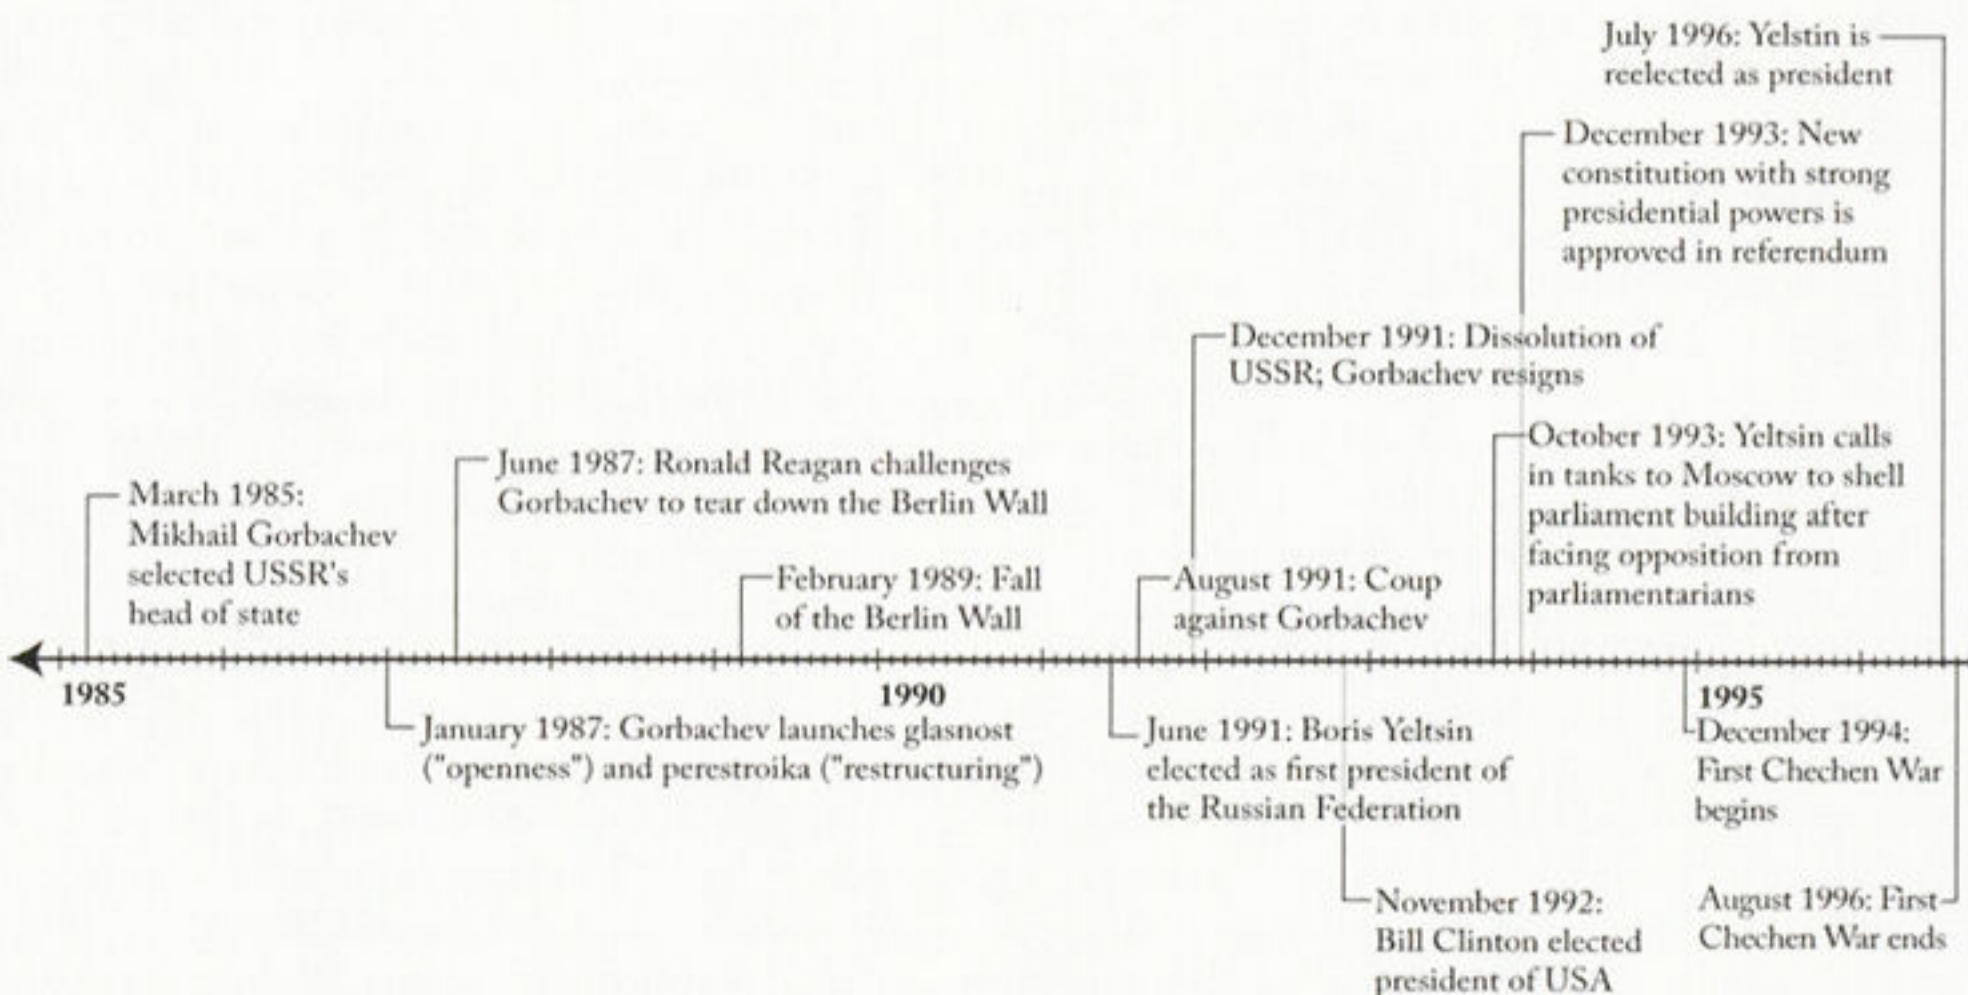 July 1996: Yelstin is
reelected as president
December 1993: New
constitution with strong
presidential powers is
approved in referendum
December 1991: Dissolution of
USSR; Gorbachev resigns
October 1993: Yeltsin calls
in tanks to Moscow to shell
parliament building after
facing opposition from
parliamentarians
June 1987: Ronald Reagan challenges
Gorbachev to tear down the Berlin Wall
March 1985:
Mikhail Gorbachev
selected USSR's
head of state
February 1989: Fall
of the Berlin Wall
August 1991: Coup
against Gorbachev
1985
1990
1995
January 1987: Gorbachev launches glasnost
("openness") and perestroika ("restructuring")
June 1991: Boris Yeltsin
elected as first president of
the Russian Federation
December 1994:
First Chechen War
begins
November 1992:
Bill Clinton elected
president of USA
August 1996: First
Chechen War ends